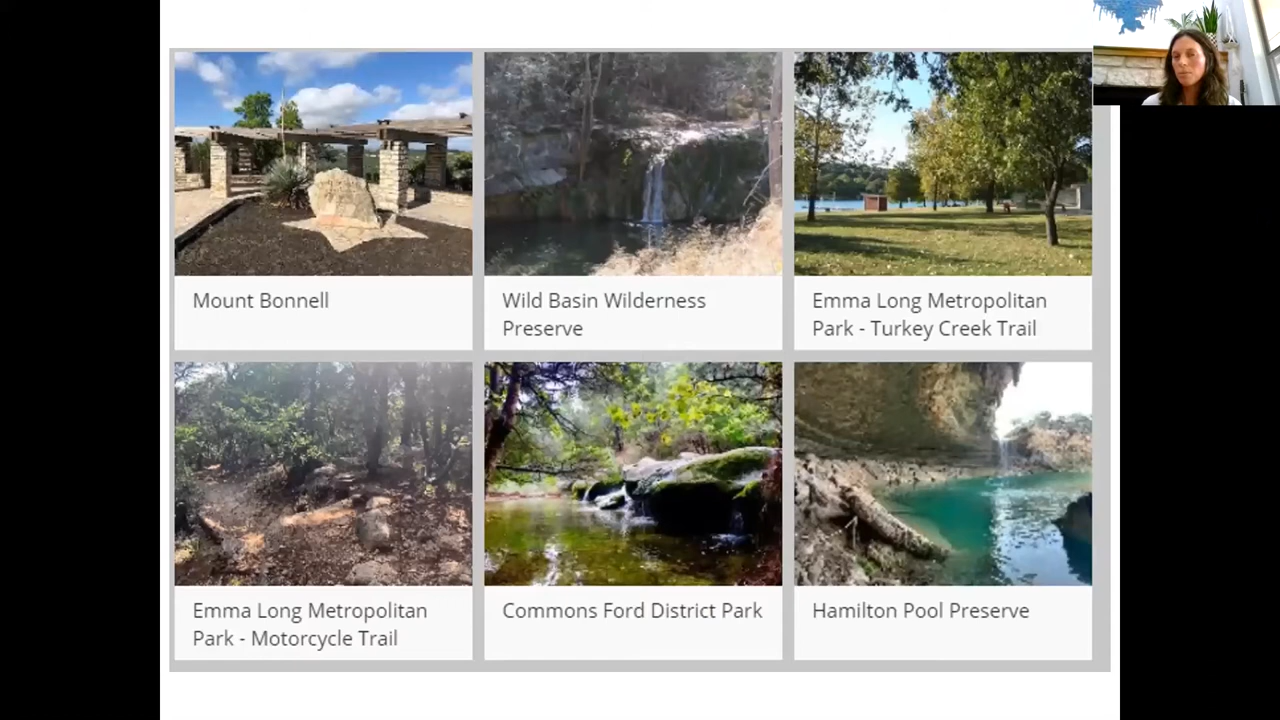 Mount Bonnell
Wild Basin Wilderness
Preserve
Emma Long Metropolitan
Park - Turkey Creek Trail
Emma Long Metropolitan
Park - Motorcycle Trail
Commons Ford District Park
Hamilton Pool Preserve